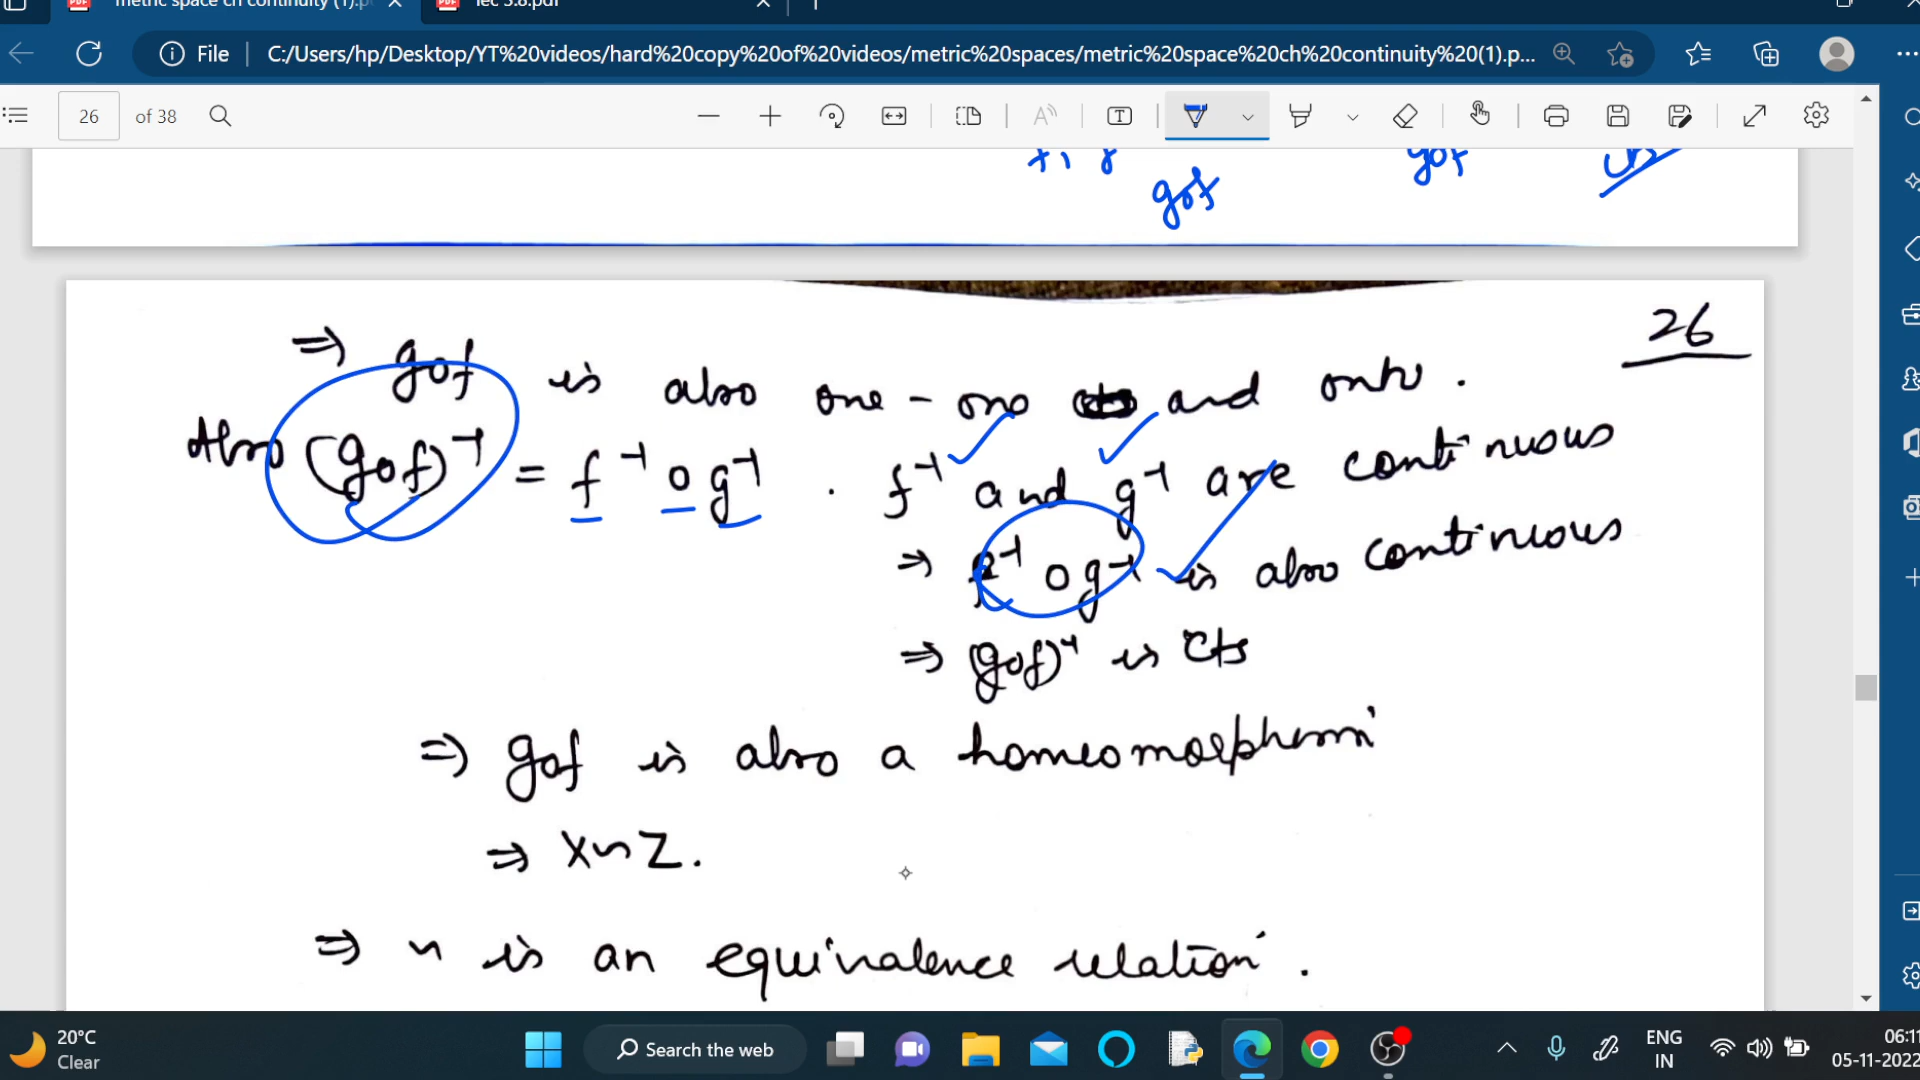 metric space ch continuity (1).p
lec 3.8.pdf
File
C:/Users/hp/Desktop/YT%20videos/hard%20copy%20of%20videos/metric%20spaces/metric%20space%20ch%20continuity%20(1).p...
26 of 38
gof
gof
26
⇒ gof is also one-one and onto.
Also (gof)⁻¹ = f⁻¹ o g⁻¹ . f⁻¹ and g⁻¹ are continuous
⇒ f⁻¹ o g⁻¹ is also continuous
⇒ (gof)⁻¹ is Cts
⇒ gof is also a homeomorphism
⇒ X ~ Z.
⇒ ~ is an equivalence relation.
20°C
Clear
Search the web
ENG
IN
06:11
05-11-2022